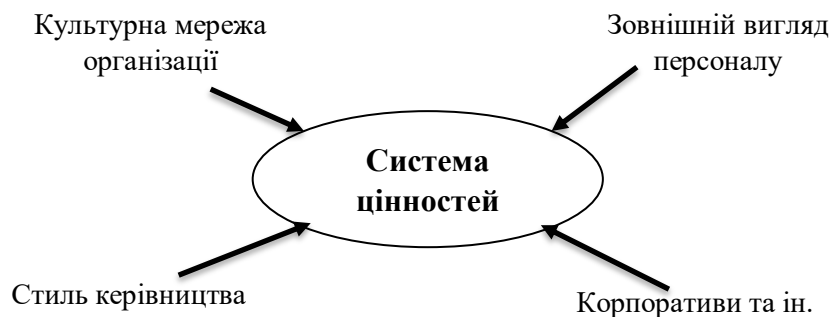 Культурна мережа
організації
Зовнішній вигляд
персоналу
Система
цінностей
Стиль керівництва
Корпоративи та ін.